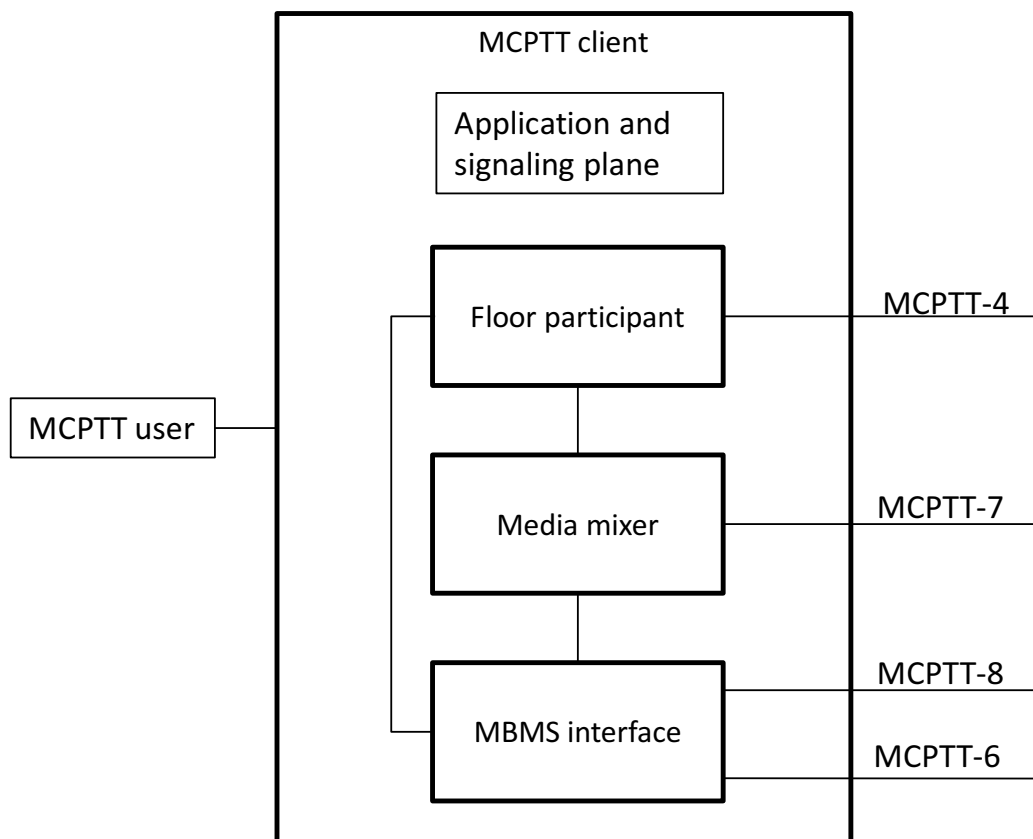 MCPTT client
Application and
signaling plane
Floor participant
MCPTT-4
MCPTT user
Media mixer
MCPTT-7
MBMS interface
MCPTT-8
MCPTT-6